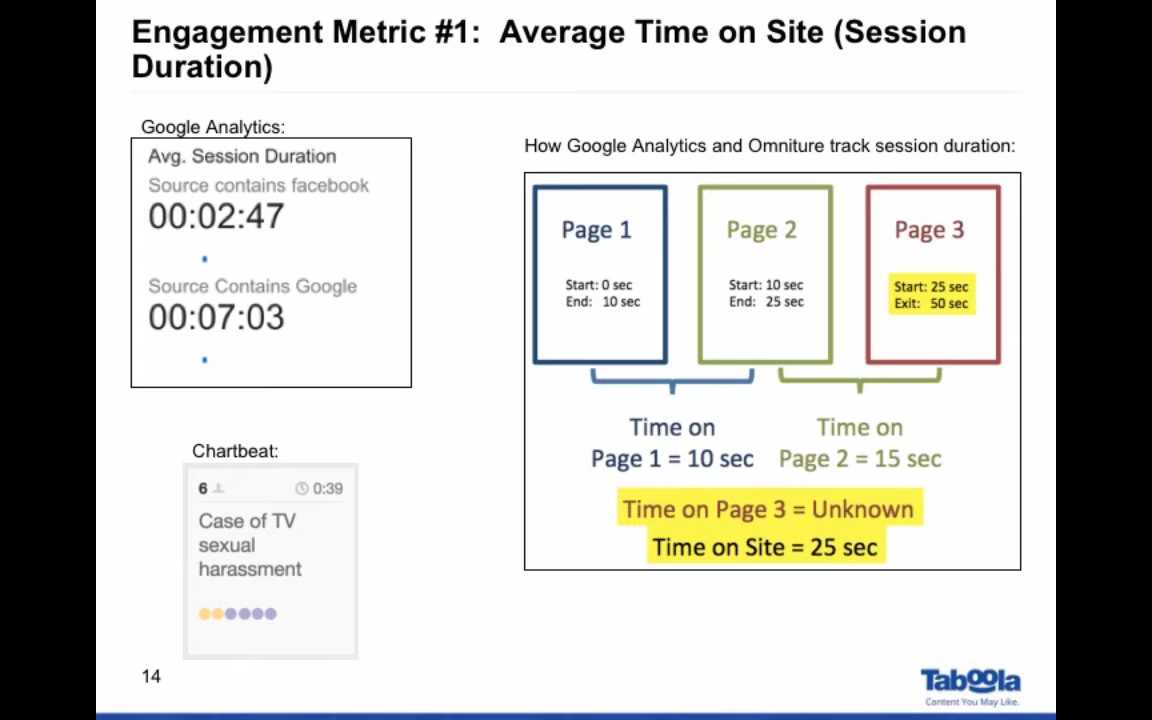 Engagement Metric #1:  Average Time on Site (Session
Duration)
Google Analytics:
Avg. Session Duration
Source contains facebook
00:02:47
Source Contains Google
00:07:03
Chartbeat:
6
0:39
Case of TV
sexual
harassment
How Google Analytics and Omniture track session duration:
Page 1
Start: 0 sec
End: 10 sec
Page 2
Start: 10 sec
End: 25 sec
Page 3
Start: 25 sec
Exit: 50 sec
Time on
Page 1 = 10 sec
Time on
Page 2 = 15 sec
Time on Page 3 = Unknown
Time on Site = 25 sec
14
Taboola
Content You May Like.